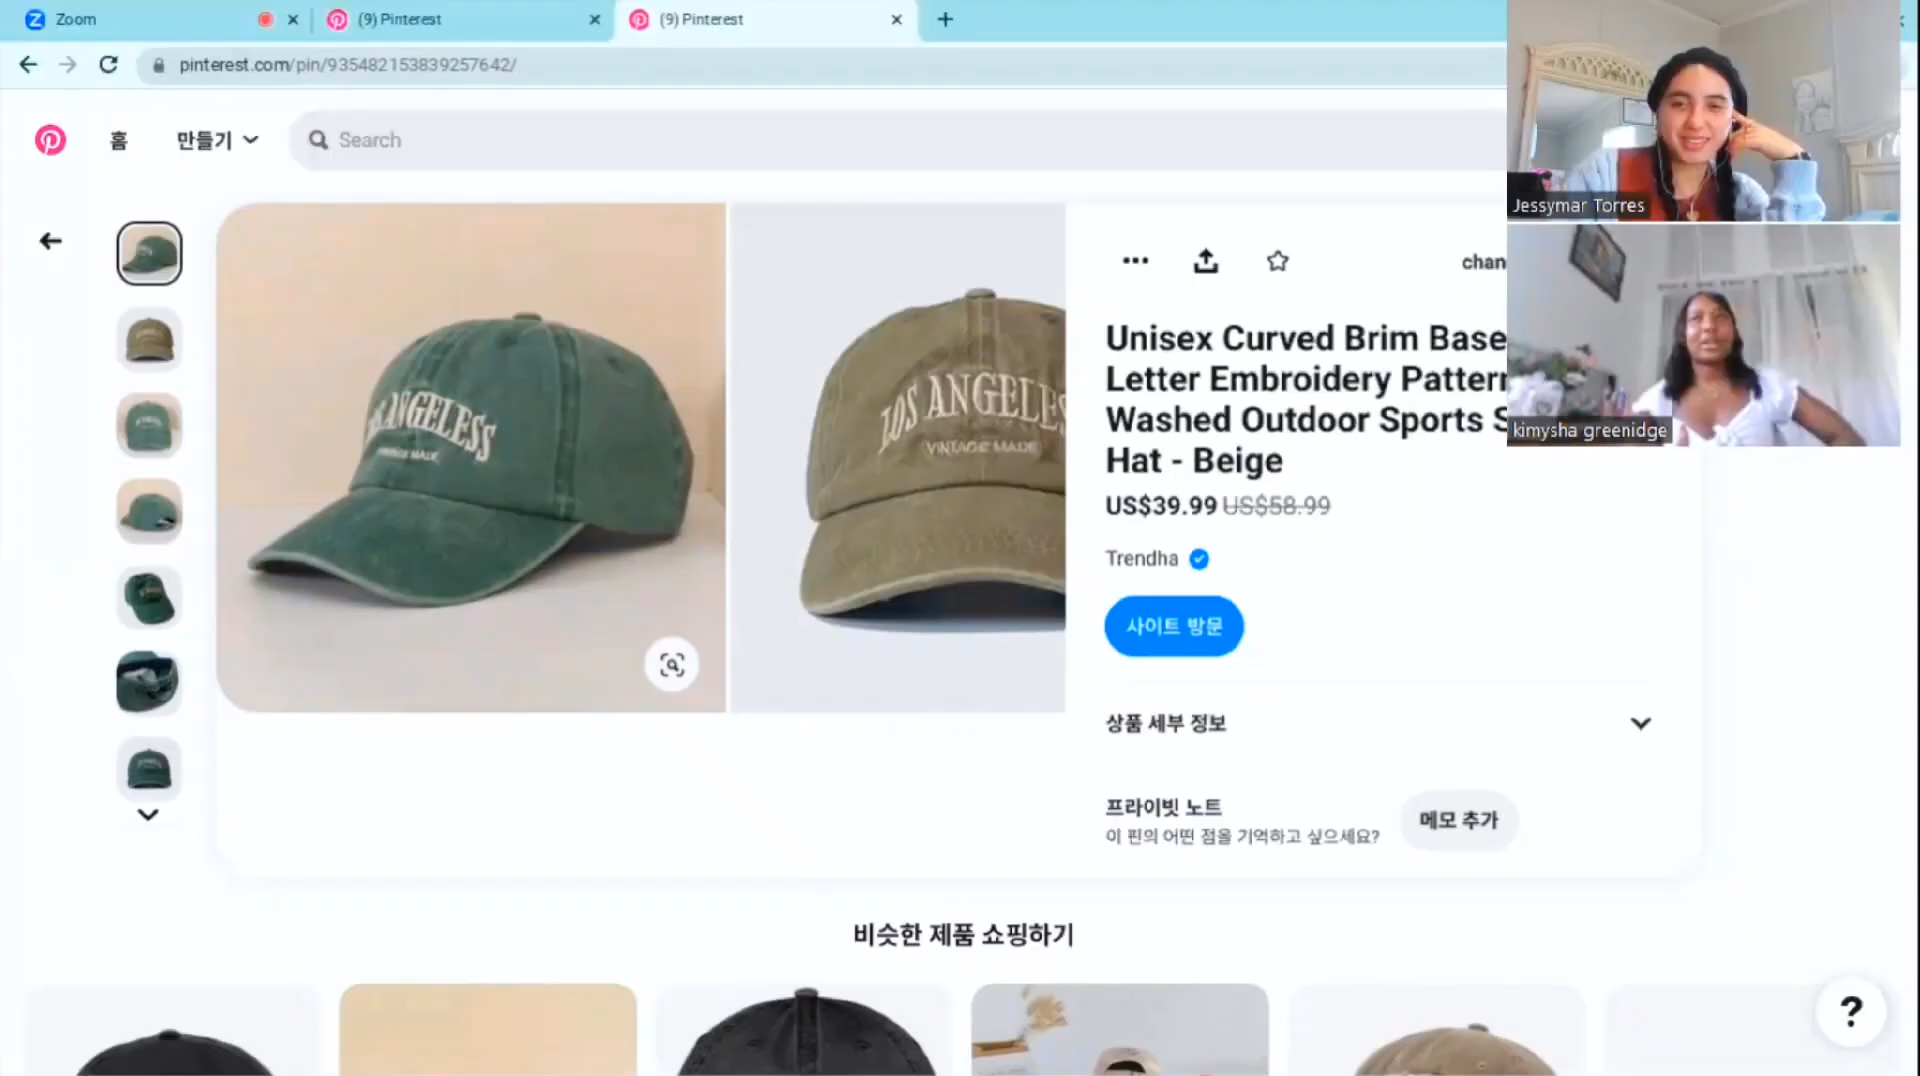 Zoom
(9) Pinterest
(9) Pinterest
pinterest.com/pin/935482153839257642/
홈
만들기
Search
Jessymar Torres
kimysha greenidge
LOS ANGELESS
VINTAGE MADE
chan
Unisex Curved Brim Base
Letter Embroidery Pattern
Washed Outdoor Sports S
Hat - Beige
US$39.99 US$58.99
Trendha
사이트 방문
상품 세부 정보
프라이빗 노트
이 핀의 어떤 점을 기억하고 싶으세요?
메모 추가
비슷한 제품 쇼핑하기
?